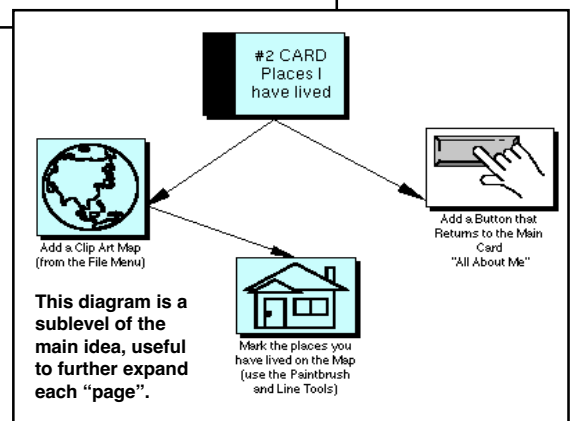 #2 CARD
Places I
have lived
Add a Clip Art Map
(from the File Menu)
Add a Button that
Returns to the Main
Card
"All About Me"
Mark the places you
have lived on the Map
(use the Paintbrush
and Line Tools)
This diagram is a
sublevel of the
main idea, useful
to further expand
each “page”.